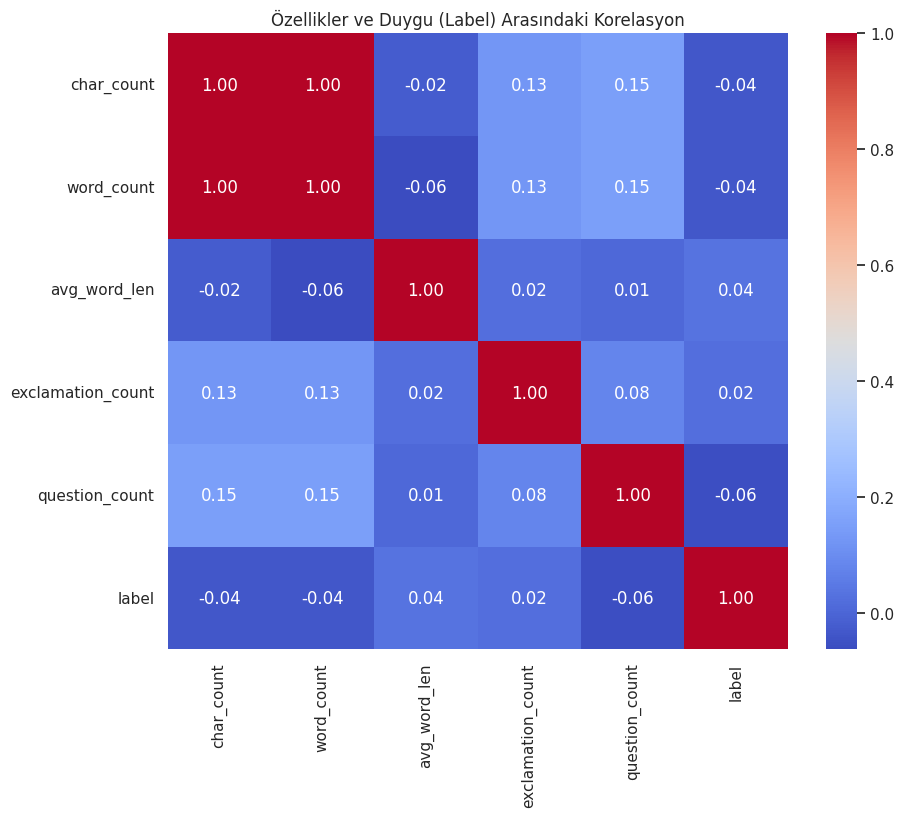 Özellikler ve Duygu (Label) Arasındaki Korelasyon
char_count 1.00 1.00 -0.02 0.13 0.15 -0.04
word_count 1.00 1.00 -0.06 0.13 0.15 -0.04
avg_word_len -0.02 -0.06 1.00 0.02 0.01 0.04
exclamation_count 0.13 0.13 0.02 1.00 0.08 0.02
question_count 0.15 0.15 0.01 0.08 1.00 -0.06
label -0.04 -0.04 0.04 0.02 -0.06 1.00
char_count
word_count
avg_word_len
exclamation_count
question_count
label
1.0
0.8
0.6
0.4
0.2
0.0